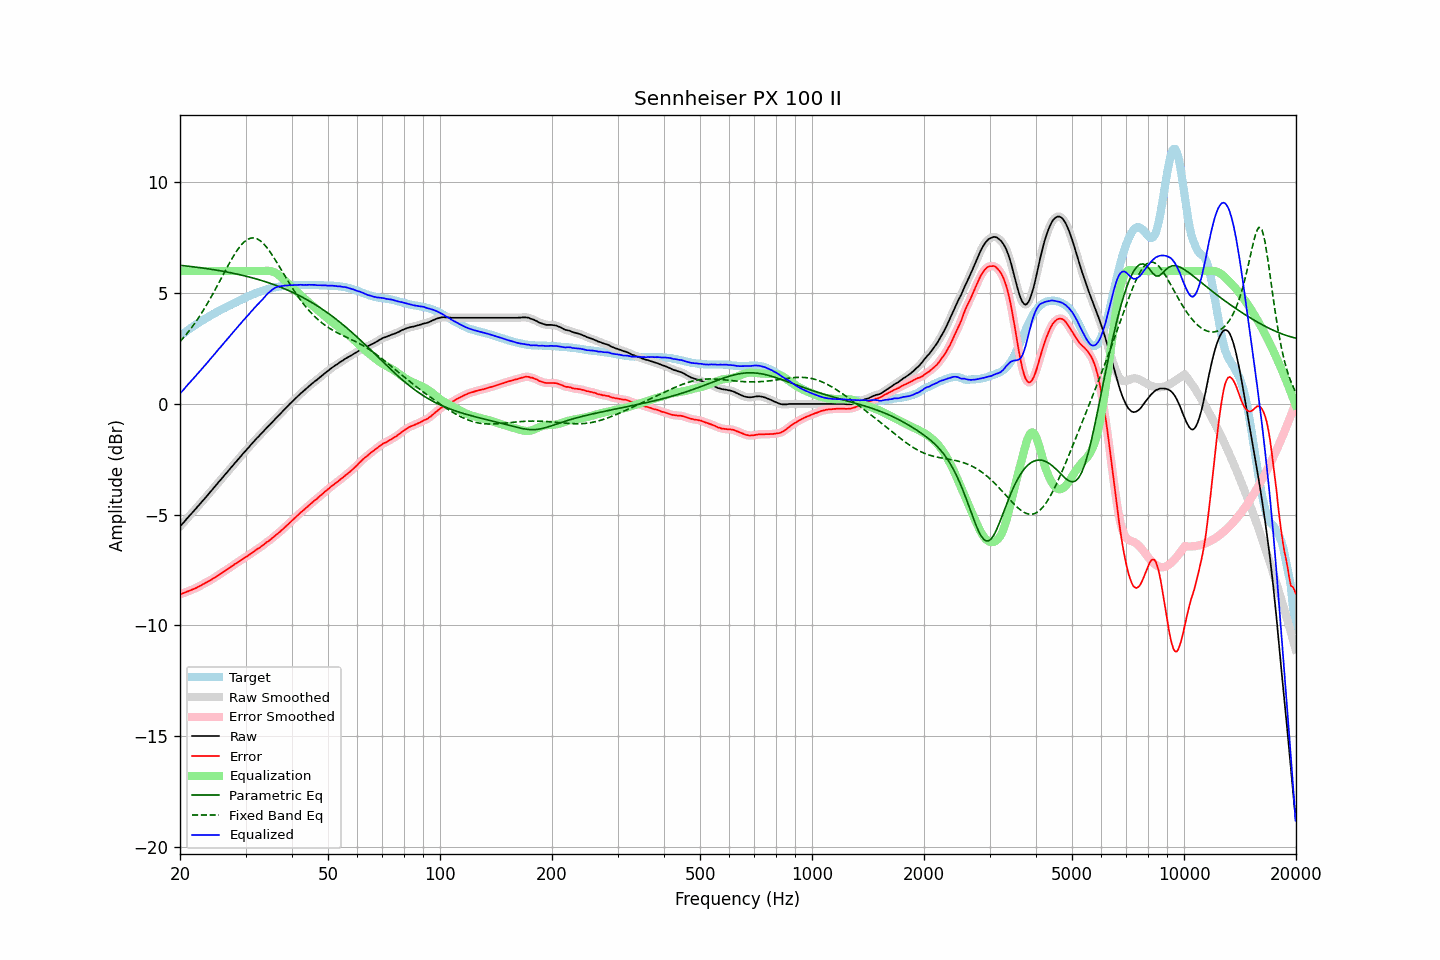 Sennheiser PX 100 II
Amplitude (dBr)
10
5
0
−5
−10
−15
−20
Target
Raw Smoothed
Error Smoothed
Raw
Error
Equalization
Parametric Eq
Fixed Band Eq
Equalized
20 50 100 200 500 1000 2000 5000 10000 20000
Frequency (Hz)